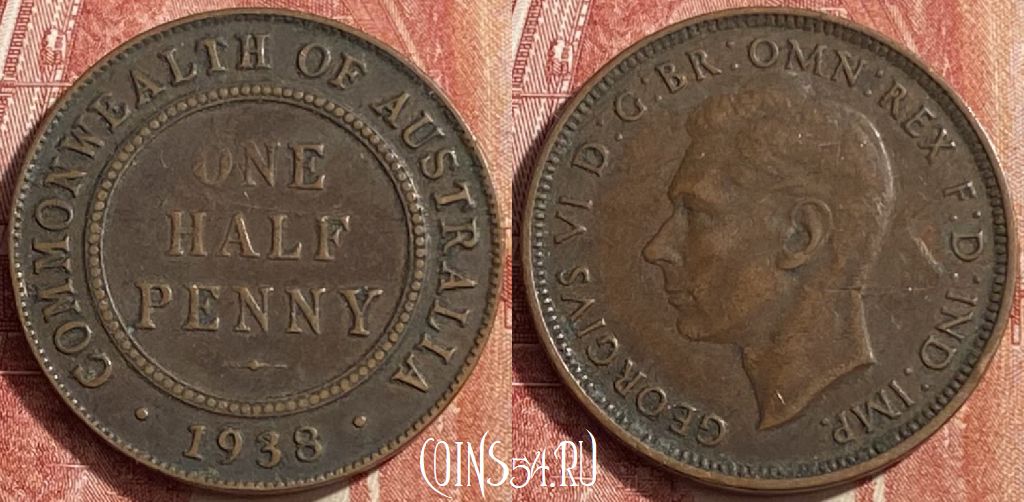 COMMONWEALTH OF AUSTRALIA
ONE
HALF
PENNY
· 1938 ·
GEORGIVS VI D: G: BR: OMN: REX F: D: IND: IMP.
COINS54.RU